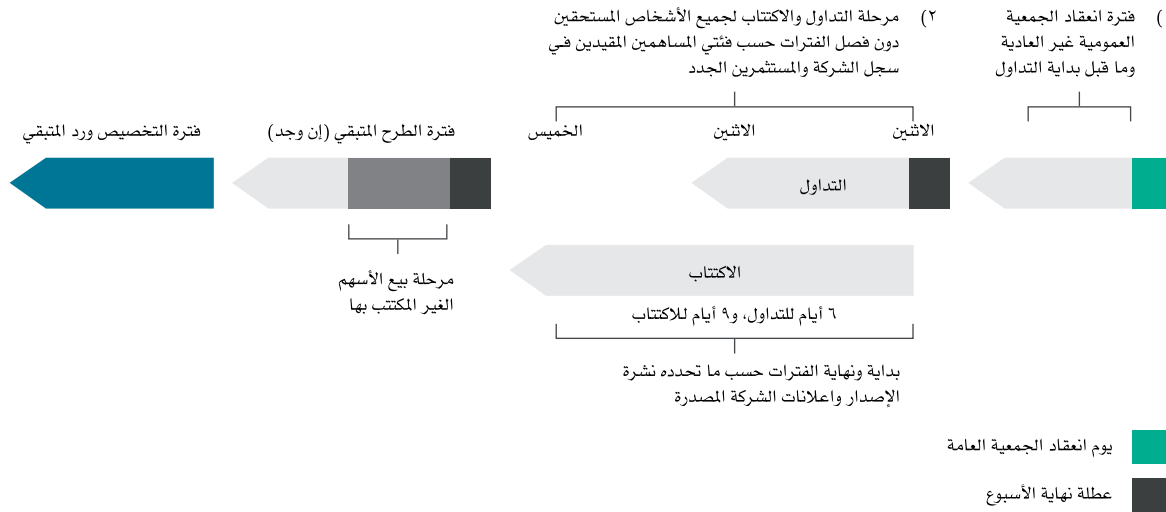 ) فترة انعقاد الجمعية
العمومية غير العادية
وما قبل بداية التداول
٢) مرحلة التداول والاكتتاب لجميع الأشخاص المستحقين
دون فصل الفترات حسب فئتي المساهمين المقيدين في
سجل الشركة والمستثمرين الجدد
الاثنين
الاثنين
الخميس
فترة الطرح المتبقي (إن وجد)
فترة التخصيص ورد المتبقي
التداول
الاكتتاب
مرحلة بيع الأسهم
الغير المكتتب بها
٦ أيام للتداول، و٩ أيام للاكتتاب
بداية ونهاية الفترات حسب ما تحدده نشرة
الإصدار واعلانات الشركة المصدرة
يوم انعقاد الجمعية العامة
عطلة نهاية الأسبوع